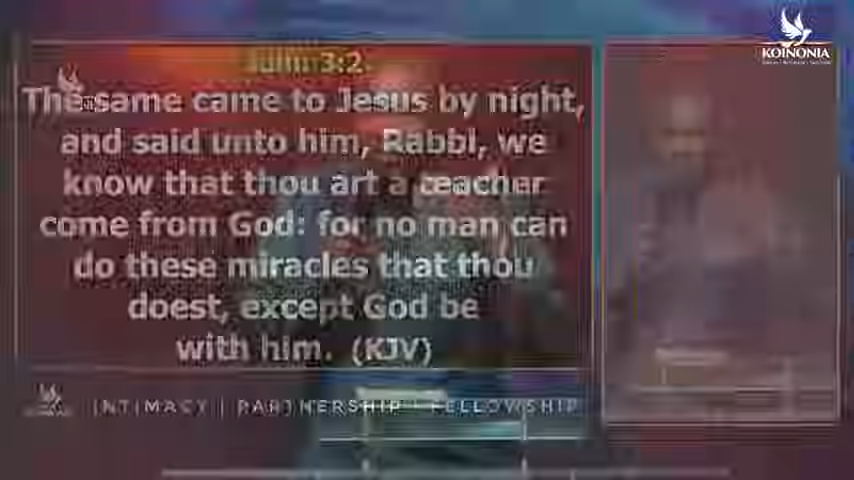 John 3:2
The same came to Jesus by night,
and said unto him, Rabbi, we
know that thou art a teacher
come from God: for no man can
do these miracles that thou
doest, except God be
with him. (KJV)
INTIMACY | PARTNERSHIP | FELLOWSHIP
KOINONIA